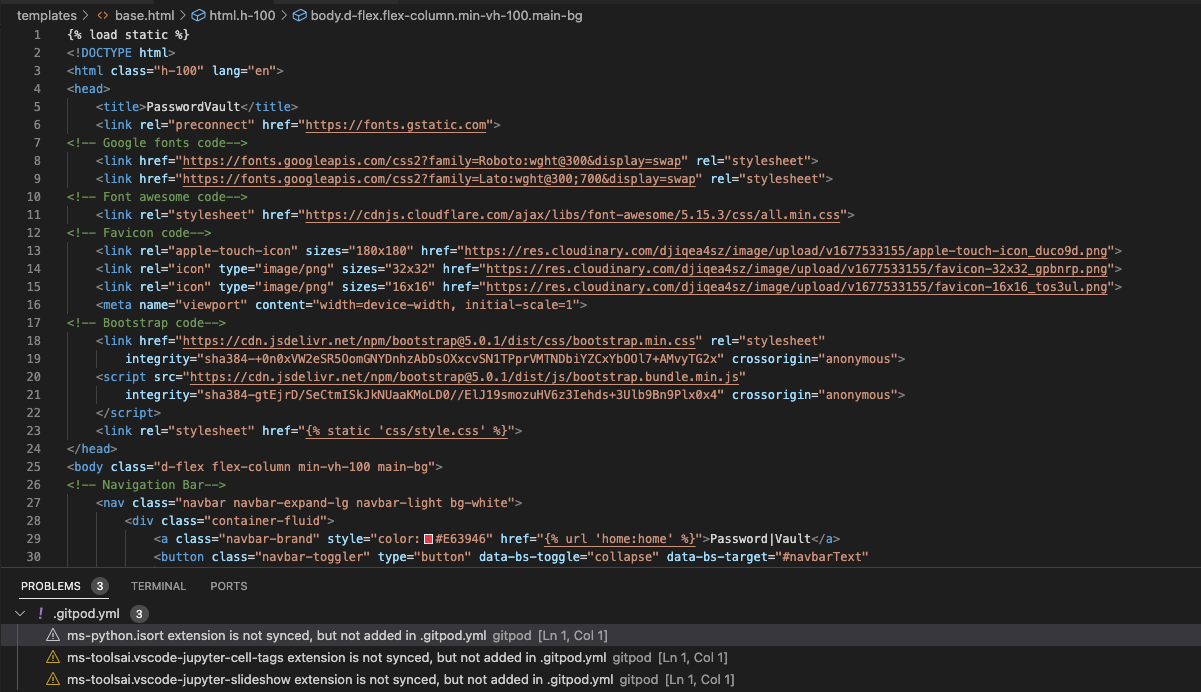 templates > <> base.html > html.h-100 > body.d-flex.flex-column.min-vh-100.main-bg
1 {% load static %}
2 <!DOCTYPE html>
3 <html class="h-100" lang="en">
4 <head>
5 <title>PasswordVault</title>
6 <link rel="preconnect" href="https://fonts.gstatic.com">
7 <!-- Google fonts code-->
8 <link href="https://fonts.googleapis.com/css2?family=Roboto:wght@300&display=swap" rel="stylesheet">
9 <link href="https://fonts.googleapis.com/css2?family=Lato:wght@300;700&display=swap" rel="stylesheet">
10 <!-- Font awesome code-->
11 <link rel="stylesheet" href="https://cdnjs.cloudflare.com/ajax/libs/font-awesome/5.15.3/css/all.min.css">
12 <!-- Favicon code-->
13 <link rel="apple-touch-icon" sizes="180x180" href="https://res.cloudinary.com/djiqea4sz/image/upload/v1677533155/apple-touch-icon_duco9d.png">
14 <link rel="icon" type="image/png" sizes="32x32" href="https://res.cloudinary.com/djiqea4sz/image/upload/v1677533155/favicon-32x32_gpbnrp.png">
15 <link rel="icon" type="image/png" sizes="16x16" href="https://res.cloudinary.com/djiqea4sz/image/upload/v1677533155/favicon-16x16_tos3ul.png">
16 <meta name="viewport" content="width=device-width, initial-scale=1">
17 <!-- Bootstrap code-->
18 <link href="https://cdn.jsdelivr.net/npm/bootstrap@5.0.1/dist/css/bootstrap.min.css" rel="stylesheet"
19 integrity="sha384-+0n0xVW2eSR5OomGNYDnhzAbDsOXxcvSN1TPprVMTNDbiYZCxYbOOl7+AMvyTG2x" crossorigin="anonymous">
20 <script src="https://cdn.jsdelivr.net/npm/bootstrap@5.0.1/dist/js/bootstrap.bundle.min.js"
21 integrity="sha384-gtEjrD/SeCtmISkJkNUaaKMoLD0//ElJ19smozuHV6z3Iehds+3Ulb9Bn9Plx0x4" crossorigin="anonymous">
22 </script>
23 <link rel="stylesheet" href="{% static 'css/style.css' %}">
24 </head>
25 <body class="d-flex flex-column min-vh-100 main-bg">
26 <!-- Navigation Bar-->
27 <nav class="navbar navbar-expand-lg navbar-light bg-white">
28 <div class="container-fluid">
29 <a class="navbar-brand" style="color:#E63946" href="{% url 'home:home' %}">Password|Vault</a>
30 <button class="navbar-toggler" type="button" data-bs-toggle="collapse" data-bs-target="#navbarText"
PROBLEMS 3 TERMINAL PORTS
! .gitpod.yml 3
ms-python.isort extension is not synced, but not added in .gitpod.yml gitpod [Ln 1, Col 1]
ms-toolsai.vscode-jupyter-cell-tags extension is not synced, but not added in .gitpod.yml gitpod [Ln 1, Col 1]
ms-toolsai.vscode-jupyter-slideshow extension is not synced, but not added in .gitpod.yml gitpod [Ln 1, Col 1]